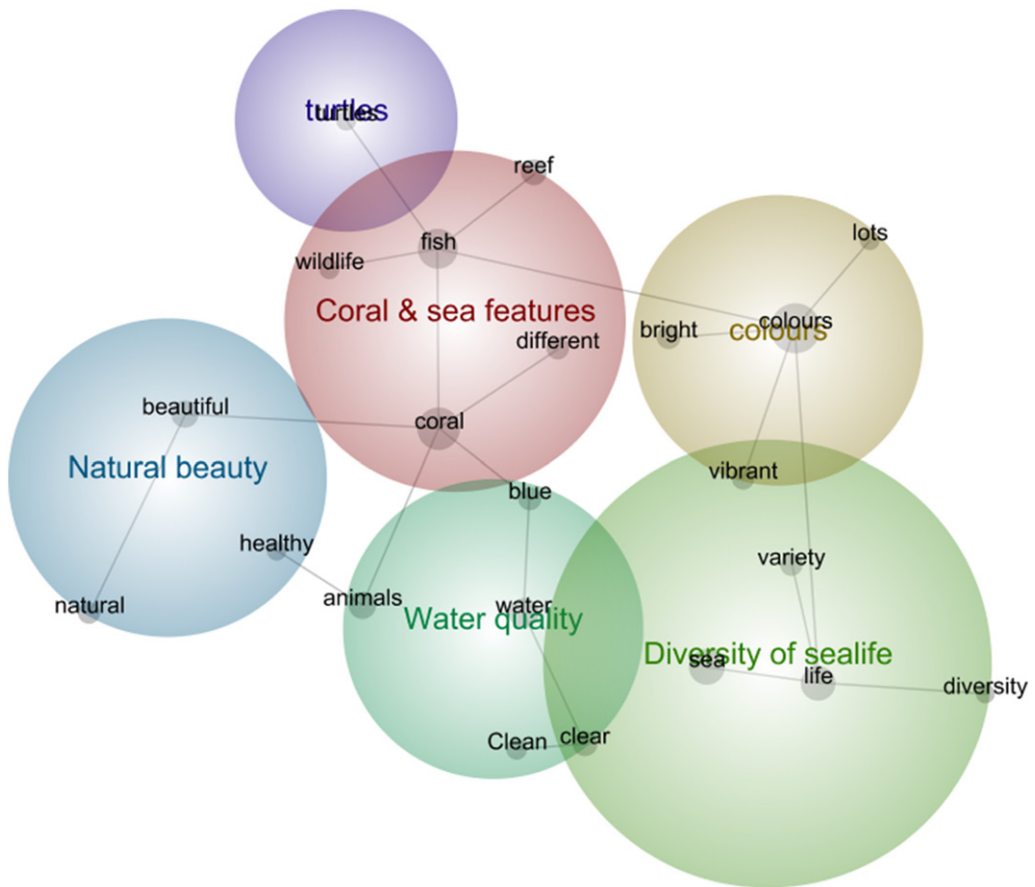 turtles
turtles
reef
lots
fish
wildlife
Coral & sea features
colours
colours
bright
different
beautiful
coral
Natural beauty
vibrant
blue
healthy
variety
natural
animals
water
Water quality
Diversity of sealife
sea
life
diversity
Clean
clear